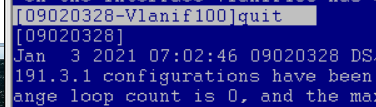 [09020328-Vlanif100]quit
[09020328]
Jan 3 2021 07:02:46 09020328 DS
191.3.1 configurations have been
ange loop count is 0, and the ma